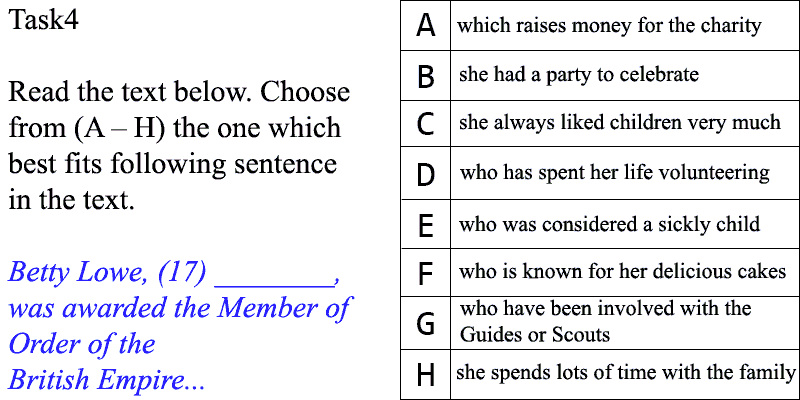 Task4
Read the text below. Choose
from (A – H) the one which
best fits following sentence
in the text.
Betty Lowe, (17) ________,
was awarded the Member of
Order of the
British Empire...
A which raises money for the charity
B she had a party to celebrate
C she always liked children very much
D who has spent her life volunteering
E who was considered a sickly child
F who is known for her delicious cakes
G who have been involved with the
Guides or Scouts
H she spends lots of time with the family